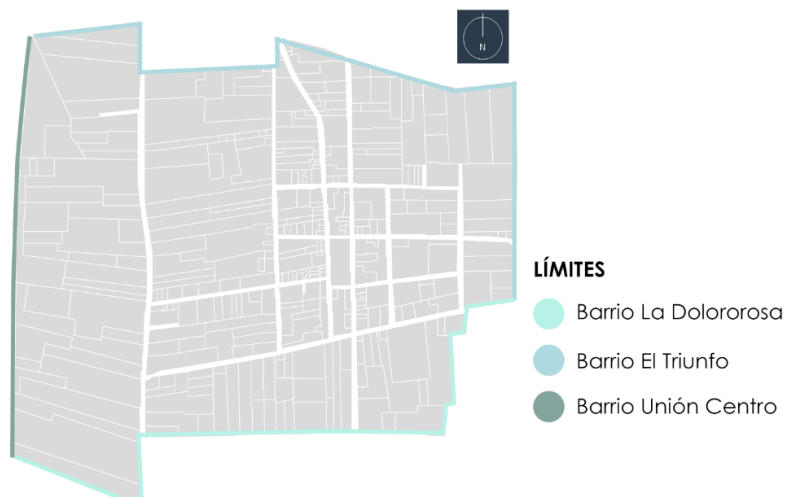 N
LÍMITES
Barrio La Dolororosa
Barrio El Triunfo
Barrio Unión Centro